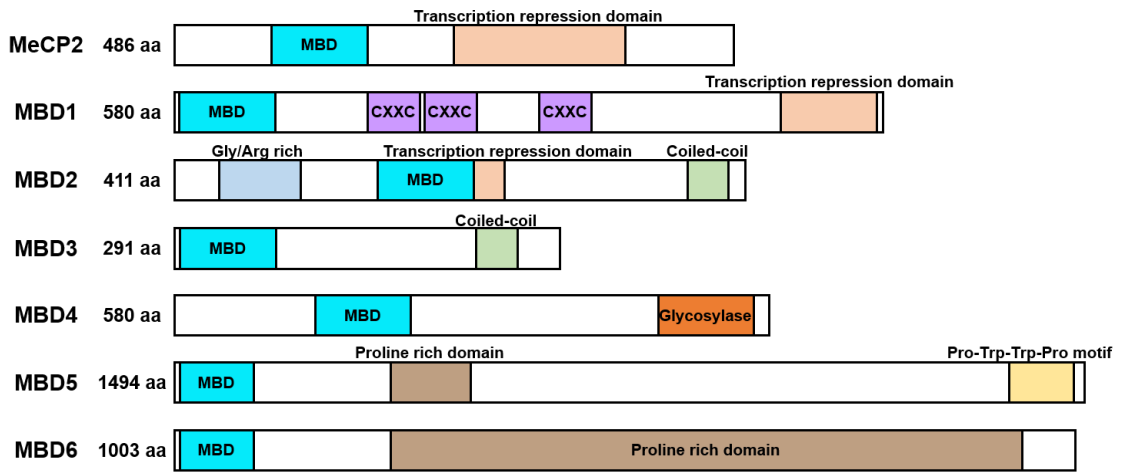 Transcription repression domain
MeCP2 486 aa MBD
Transcription repression domain
MBD1 580 aa MBD CXXC CXXC CXXC
Gly/Arg rich Transcription repression domain Coiled-coil
MBD2 411 aa MBD
Coiled-coil
MBD3 291 aa MBD
MBD4 580 aa MBD Glycosylase
Proline rich domain Pro-Trp-Trp-Pro motif
MBD5 1494 aa MBD
MBD6 1003 aa MBD Proline rich domain